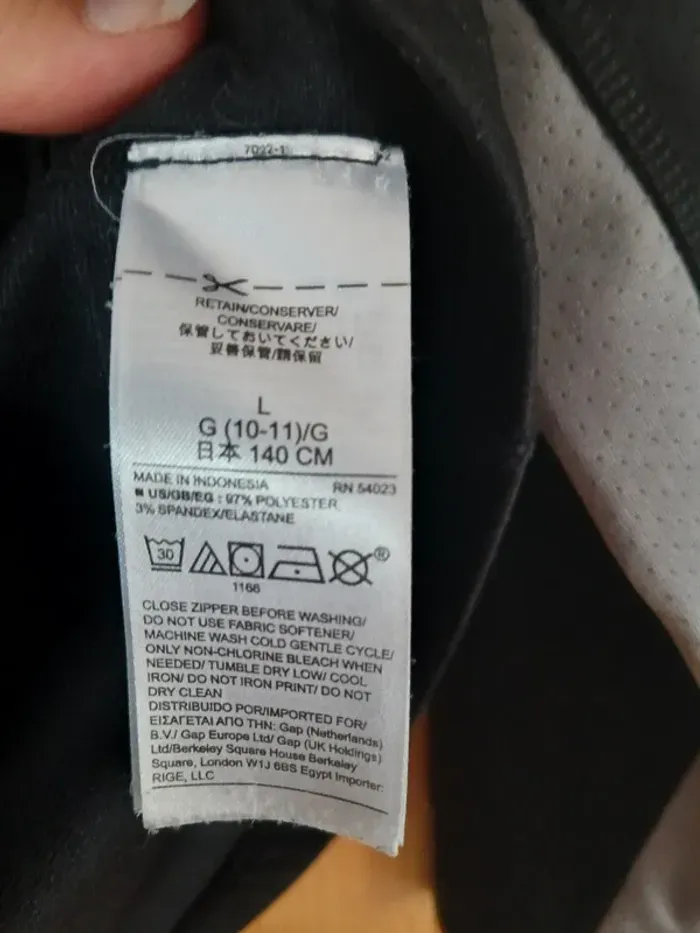 7092-1
2
RETAIN/CONSERVER/
CONSERVARE/
保管しておいてください/
妥善保管/請保留
L
G (10-11)/G
日本 140 CM
MADE IN INDONESIA RN 54023
US/GB/EG : 97% POLYESTER
3% SPANDEX/ELASTANE
30
®
1166
CLOSE ZIPPER BEFORE WASHING/
DO NOT USE FABRIC SOFTENER/
MACHINE WASH COLD GENTLE CYCLE/
ONLY NON-CHLORINE BLEACH WHEN
NEEDED/ TUMBLE DRY LOW/ COOL
IRON/ DO NOT IRON PRINT/ DO NOT
DRY CLEAN
DISTRIBUIDO POR/IMPORTED FOR/
ΕΙΣΑΓΕΤΑΙ ΑΠΟ ΤΗΝ: Gap (Netherlands)
B.V./ Gap Europe Ltd/ Gap (UK Holdings)
Ltd/Berkeley Square House Berkeley
Square, London W1J 6BS Egypt Importer:
RIGE, LLC